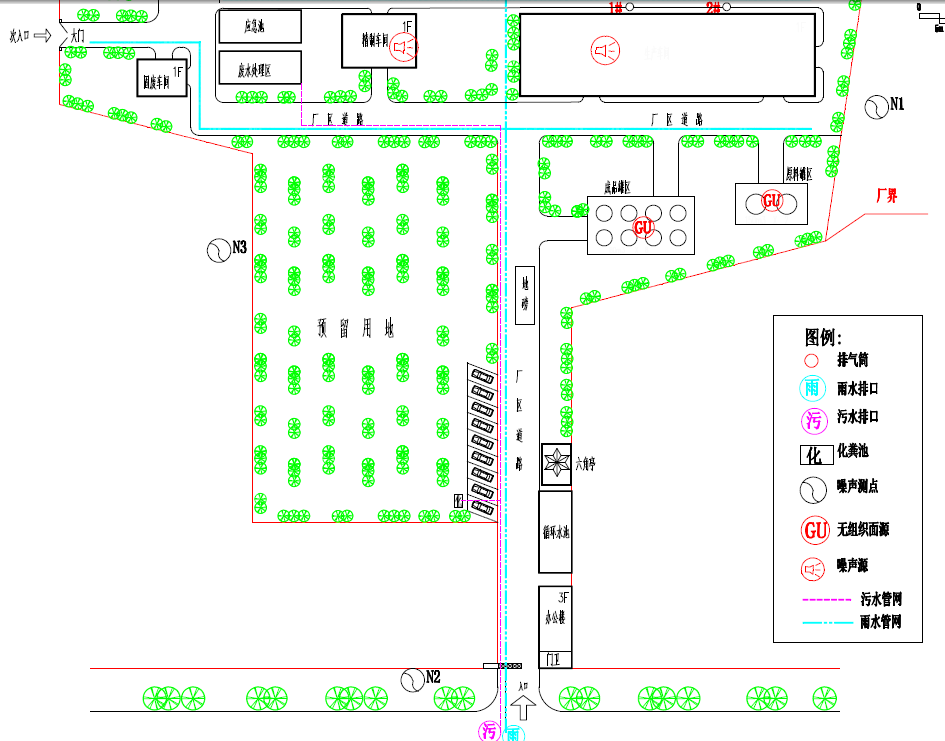 1#
2#
次入口
大门
应急池
精制车间
1F
固废车间
1F
废水处理区
厂区道路
厂区道路
N1
成品罐区
原料罐区
GU
GU
厂界
N3
地磅
预留用地
厂区道路
化
六角亭
循环水池
3F
办公楼
门卫
N2
入口
污
雨
图例:
排气筒
雨 雨水排口
污 污水排口
化 化粪池
噪声测点
GU 无组织面源
噪声源
污水管网
雨水管网